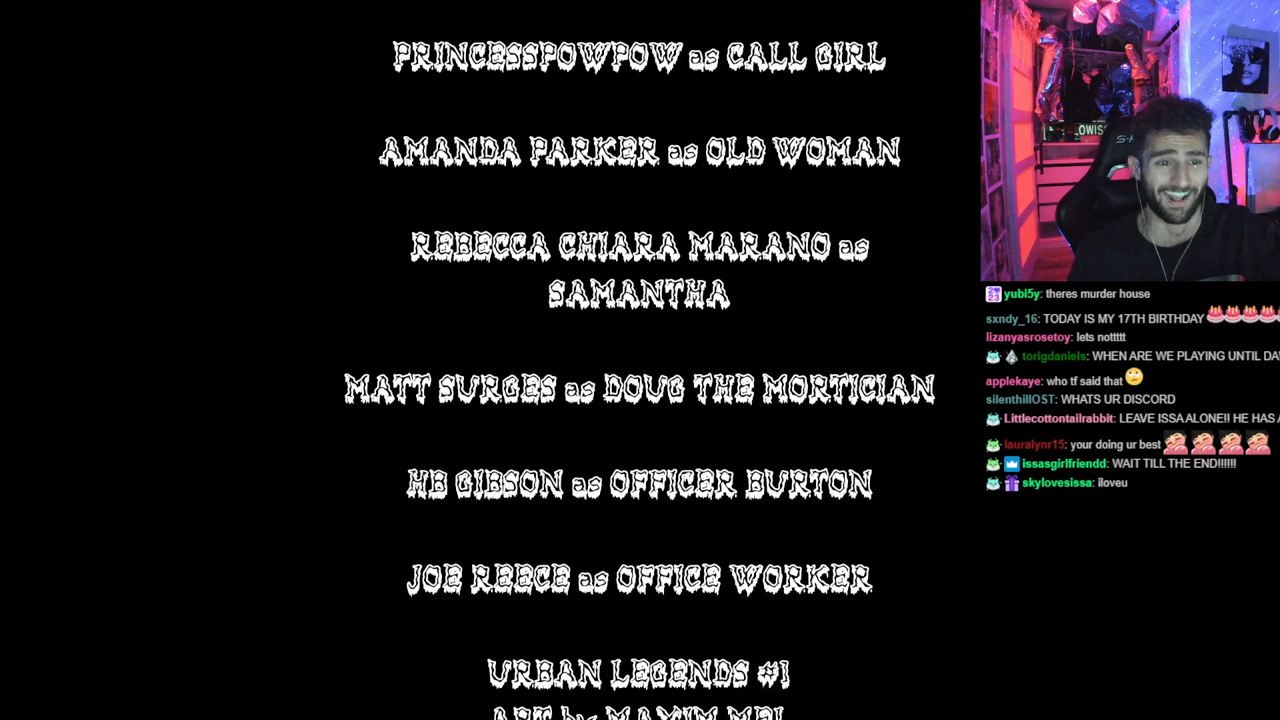 PRINCESSPOWPOW as CALL GIRL
AMANDA PARKER as OLD WOMAN
REBECCA CHIARA MARANO as
SAMANTHA
MATT SURGES as DOUG THE MORTICIAN
HB GIBSON as OFFICER BURTON
JOE REECE as OFFICE WORKER
URBAN LEGENDS #1
ART by MAXIM
yubi5y: theres murder house
sxndy_16: TODAY IS MY 17TH BIRTHDAY
lizanyasrosetoy: lets nottttt
torigdaniels: WHEN ARE WE PLAYING UNTIL
applekaye: who tf said that
silenthillOST: WHATS UR DISCORD
Littlecottontailrabbit: LEAVE ISSA ALONE!! HE HAS
lauralynr15: your doing ur best
issasgirlfriendd: WAIT TILL THE END!!!!!!
skylovesissa: iloveu